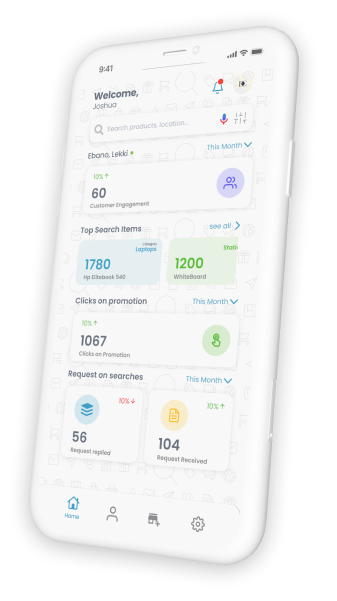 9:41
Welcome,
Joshua
Search products, location...
Ebano, Lekki
This Month
10%
60
Customer Engagement
Top Search Items
see all
Category
Laptops
1780
Hp Elitebook 540
Statio
1200
WhiteBoard
Clicks on promotion
This Month
10%
1067
Clicks on Promotion
Request on searches
This Month
10%
56
Request replied
10%
104
Request Received
Home